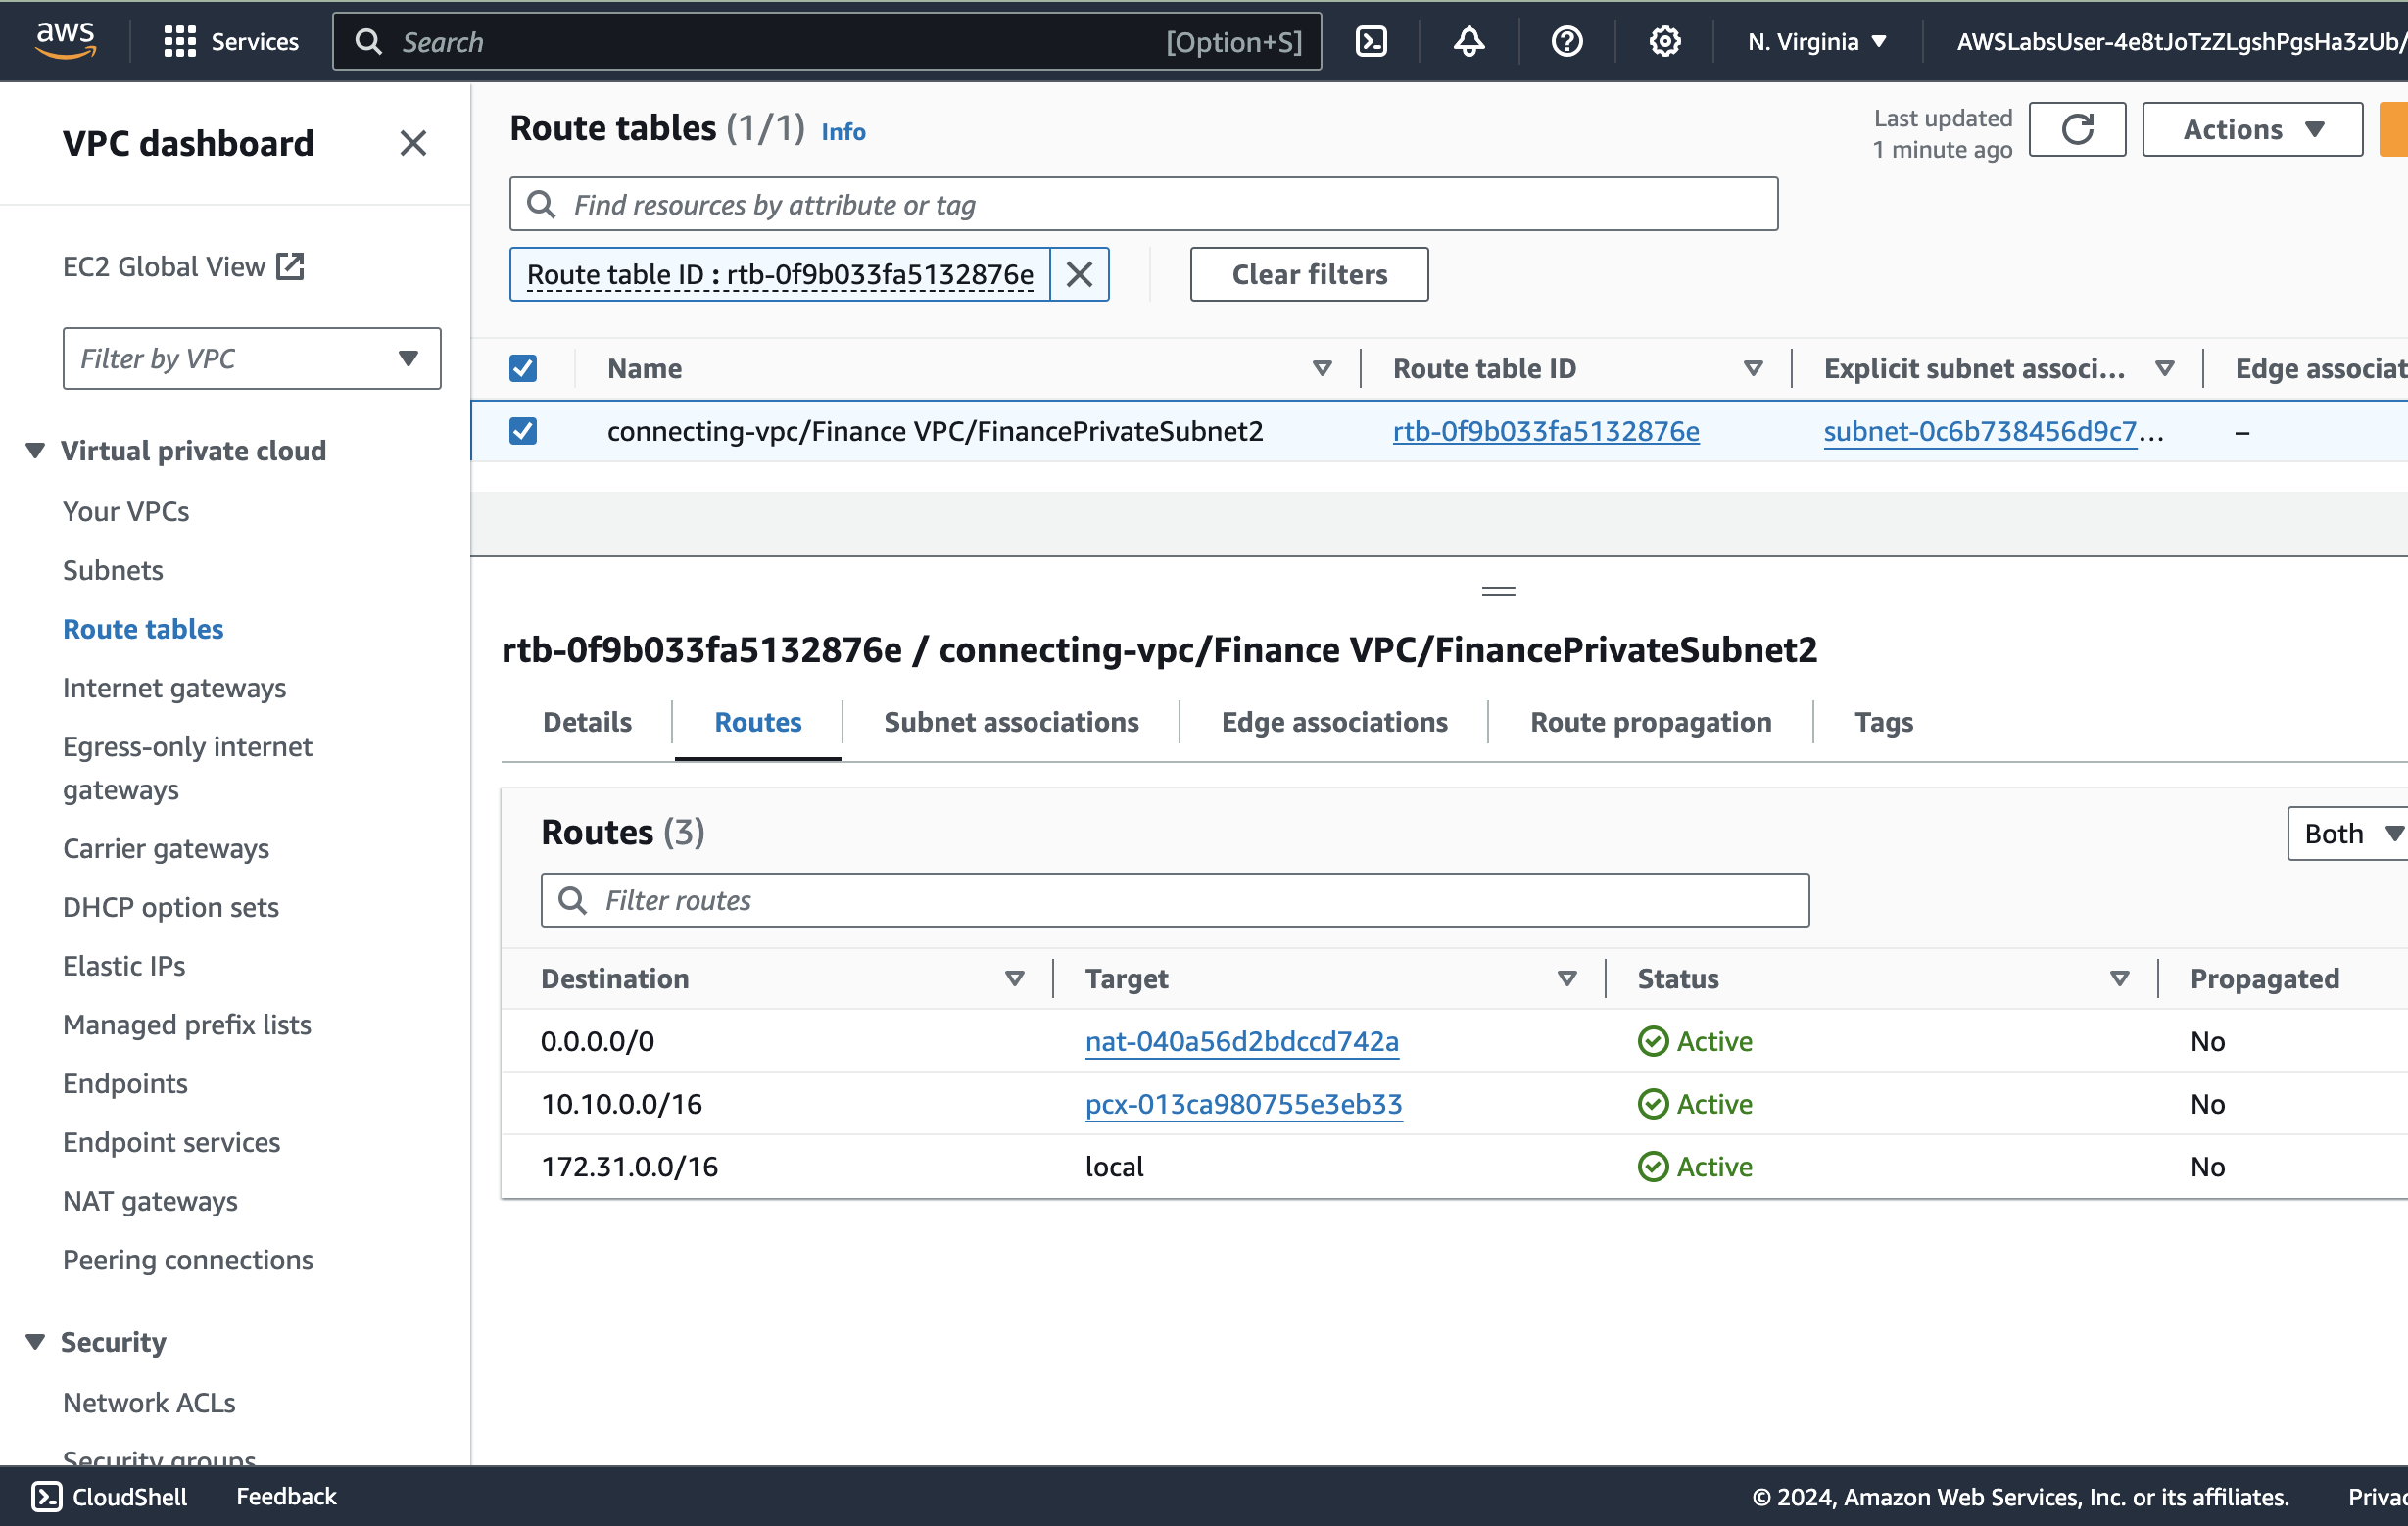 aws
Services
Search
[Option+S]
N. Virginia
AWSLabsUser-4e8tJoTzZLgshPgsHa3zUb/
VPC dashboard
EC2 Global View
Filter by VPC
Virtual private cloud
Your VPCs
Subnets
Route tables
Internet gateways
Egress-only internet
gateways
Carrier gateways
DHCP option sets
Elastic IPs
Managed prefix lists
Endpoints
Endpoint services
NAT gateways
Peering connections
Security
Network ACLs
Security groups
Route tables (1/1) Info
Last updated
1 minute ago
Actions
Find resources by attribute or tag
Route table ID : rtb-0f9b033fa5132876e
Clear filters
Name Route table ID Explicit subnet associ... Edge associat
connecting-vpc/Finance VPC/FinancePrivateSubnet2 rtb-0f9b033fa5132876e subnet-0c6b738456d9c7... –
rtb-0f9b033fa5132876e / connecting-vpc/Finance VPC/FinancePrivateSubnet2
Details Routes Subnet associations Edge associations Route propagation Tags
Routes (3)
Both
Filter routes
Destination Target Status Propagated
0.0.0.0/0 nat-040a56d2bdccd742a Active No
10.10.0.0/16 pcx-013ca980755e3eb33 Active No
172.31.0.0/16 local Active No
CloudShell Feedback © 2024, Amazon Web Services, Inc. or its affiliates. Privac